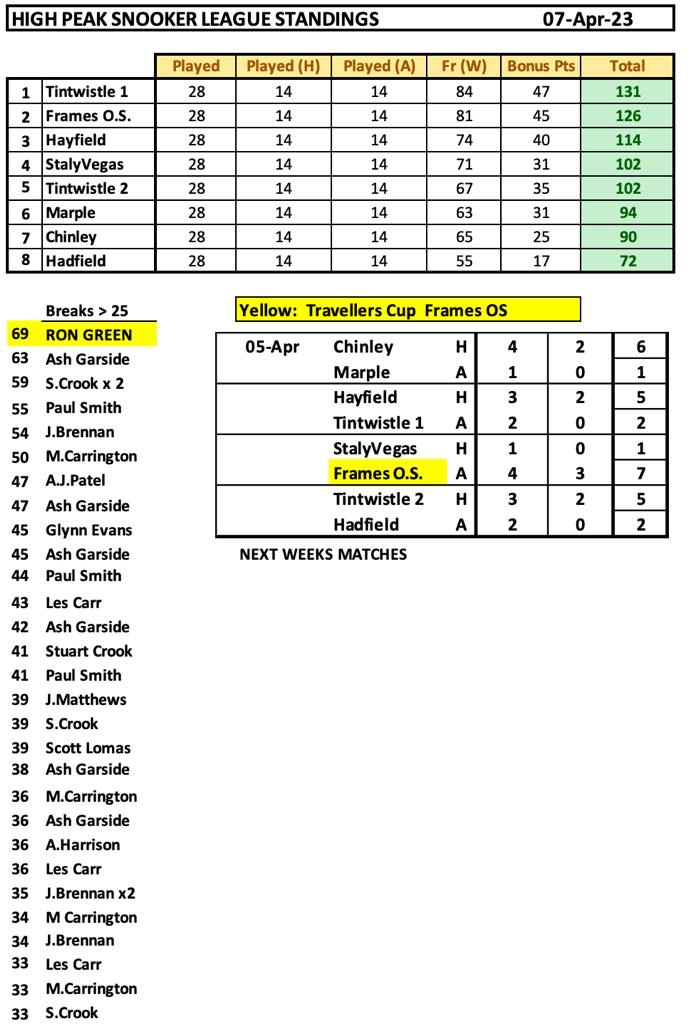 HIGH PEAK SNOOKER LEAGUE STANDINGS 07-Apr-23
Played Played (H) Played (A) Fr (W) Bonus Pts Total
1 Tintwistle 1 28 14 14 84 47 131
2 Frames O.S. 28 14 14 81 45 126
3 Hayfield 28 14 14 74 40 114
4 StalyVegas 28 14 14 71 31 102
5 Tintwistle 2 28 14 14 67 35 102
6 Marple 28 14 14 63 31 94
7 Chinley 28 14 14 65 25 90
8 Hadfield 28 14 14 55 17 72
Breaks > 25
69 RON GREEN
63 Ash Garside
59 S.Crook x 2
55 Paul Smith
54 J.Brennan
50 M.Carrington
47 A.J.Patel
47 Ash Garside
45 Glynn Evans
45 Ash Garside
44 Paul Smith
43 Les Carr
42 Ash Garside
41 Stuart Crook
41 Paul Smith
39 J.Matthews
39 S.Crook
39 Scott Lomas
38 Ash Garside
36 M.Carrington
36 Ash Garside
36 A.Harrison
36 Les Carr
35 J.Brennan x2
34 M Carrington
34 J.Brennan
33 Les Carr
33 M.Carrington
33 S.Crook
Yellow: Travellers Cup Frames OS
05-Apr Chinley H 4 2 6
Marple A 1 0 1
Hayfield H 3 2 5
Tintwistle 1 A 2 0 2
StalyVegas H 1 0 1
Frames O.S. A 4 3 7
Tintwistle 2 H 3 2 5
Hadfield A 2 0 2
NEXT WEEKS MATCHES